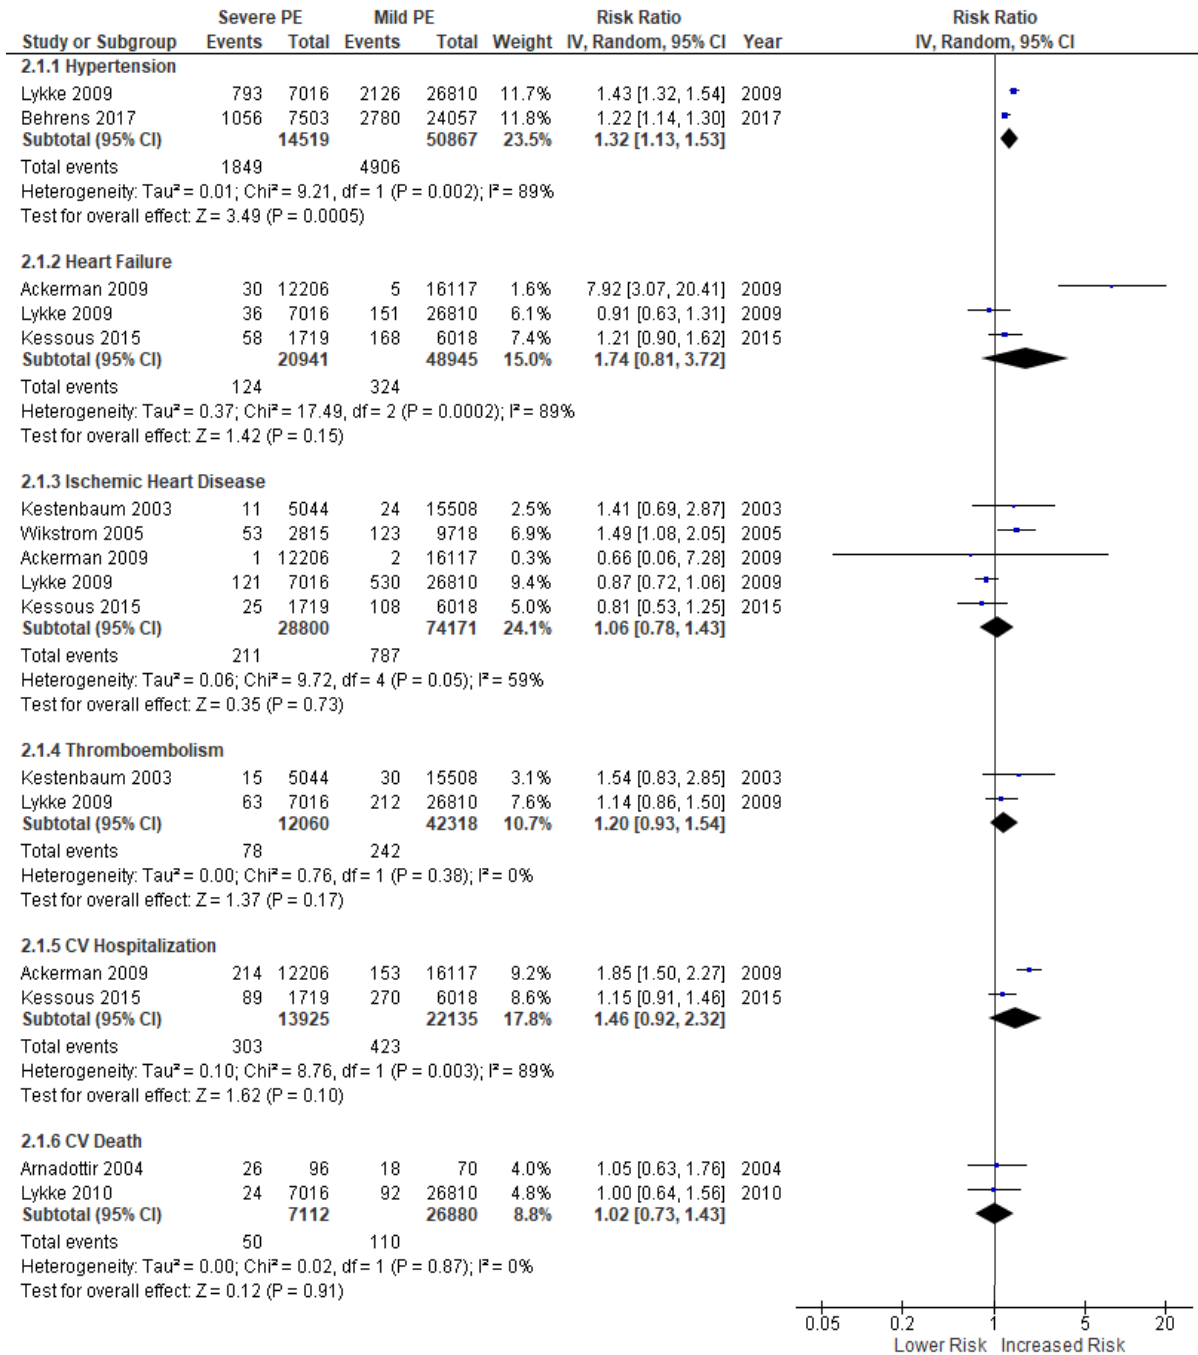 Severe PE Mild PE Risk Ratio Risk Ratio
Study or Subgroup Events Total Events Total Weight IV, Random, 95% CI Year IV, Random, 95% CI
2.1.1 Hypertension
Lykke 2009 793 7016 2126 26810 11.7% 1.43 [1.32, 1.54] 2009
Behrens 2017 1056 7503 2780 24057 11.8% 1.22 [1.14, 1.30] 2017
Subtotal (95% CI) 14519 50867 23.5% 1.32 [1.13, 1.53]
Total events 1849 4906
Heterogeneity: Tau² = 0.01; Chi² = 9.21, df = 1 (P = 0.002); I² = 89%
Test for overall effect: Z = 3.49 (P = 0.0005)
2.1.2 Heart Failure
Ackerman 2009 30 12206 5 16117 1.6% 7.92 [3.07, 20.41] 2009
Lykke 2009 36 7016 151 26810 6.1% 0.91 [0.63, 1.31] 2009
Kessous 2015 58 1719 168 6018 7.4% 1.21 [0.90, 1.62] 2015
Subtotal (95% CI) 20941 48945 15.0% 1.74 [0.81, 3.72]
Total events 124 324
Heterogeneity: Tau² = 0.37; Chi² = 17.49, df = 2 (P = 0.0002); I² = 89%
Test for overall effect: Z = 1.42 (P = 0.15)
2.1.3 Ischemic Heart Disease
Kestenbaum 2003 11 5044 24 15508 2.5% 1.41 [0.69, 2.87] 2003
Wikstrom 2005 53 2815 123 9718 6.9% 1.49 [1.08, 2.05] 2005
Ackerman 2009 1 12206 2 16117 0.3% 0.66 [0.06, 7.28] 2009
Lykke 2009 121 7016 530 26810 9.4% 0.87 [0.72, 1.06] 2009
Kessous 2015 25 1719 108 6018 5.0% 0.81 [0.53, 1.25] 2015
Subtotal (95% CI) 28800 74171 24.1% 1.06 [0.78, 1.43]
Total events 211 787
Heterogeneity: Tau² = 0.06; Chi² = 9.72, df = 4 (P = 0.05); I² = 59%
Test for overall effect: Z = 0.35 (P = 0.73)
2.1.4 Thromboembolism
Kestenbaum 2003 15 5044 30 15508 3.1% 1.54 [0.83, 2.85] 2003
Lykke 2009 63 7016 212 26810 7.6% 1.14 [0.86, 1.50] 2009
Subtotal (95% CI) 12060 42318 10.7% 1.20 [0.93, 1.54]
Total events 78 242
Heterogeneity: Tau² = 0.00; Chi² = 0.76, df = 1 (P = 0.38); I² = 0%
Test for overall effect: Z = 1.37 (P = 0.17)
2.1.5 CV Hospitalization
Ackerman 2009 214 12206 153 16117 9.2% 1.85 [1.50, 2.27] 2009
Kessous 2015 89 1719 270 6018 8.6% 1.15 [0.91, 1.46] 2015
Subtotal (95% CI) 13925 22135 17.8% 1.46 [0.92, 2.32]
Total events 303 423
Heterogeneity: Tau² = 0.10; Chi² = 8.76, df = 1 (P = 0.003); I² = 89%
Test for overall effect: Z = 1.62 (P = 0.10)
2.1.6 CV Death
Arnadottir 2004 26 96 18 70 4.0% 1.05 [0.63, 1.76] 2004
Lykke 2010 24 7016 92 26810 4.8% 1.00 [0.64, 1.56] 2010
Subtotal (95% CI) 7112 26880 8.8% 1.02 [0.73, 1.43]
Total events 50 110
Heterogeneity: Tau² = 0.00; Chi² = 0.02, df = 1 (P = 0.87); I² = 0%
Test for overall effect: Z = 0.12 (P = 0.91)
0.05 0.2 1 5 20
Lower Risk Increased Risk